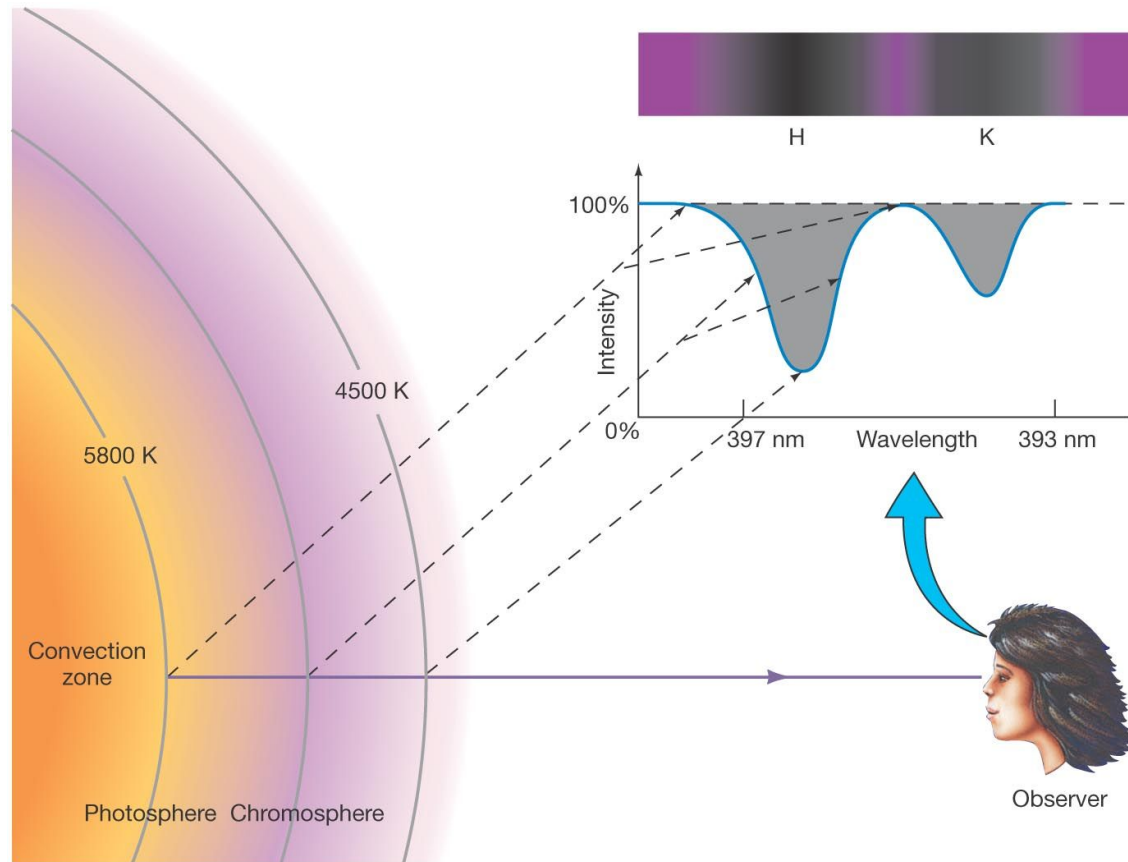 H
K
100%
Intensity
0%
397 nm
Wavelength
393 nm
4500 K
5800 K
Convection
zone
Photosphere
Chromosphere
Observer